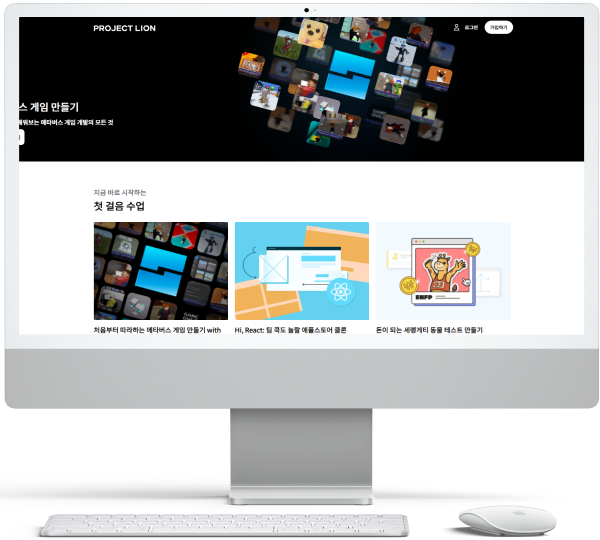 PROJECT LION
로그인
가입하기
스 게임 만들기
배워보는 메타버스 게임 개발의 모든 것
지금 바로 시작하는
첫 걸음 수업
ENFP
처음부터 따라하는 메타버스 게임 만들기 with
Hi, React: 팀 쿡도 놀랄 애플스토어 클론
돈이 되는 세렝게티 동물 테스트 만들기